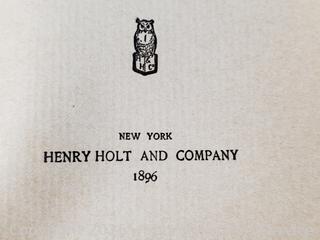 NEW YORK
HENRY HOLT AND COMPANY
1896